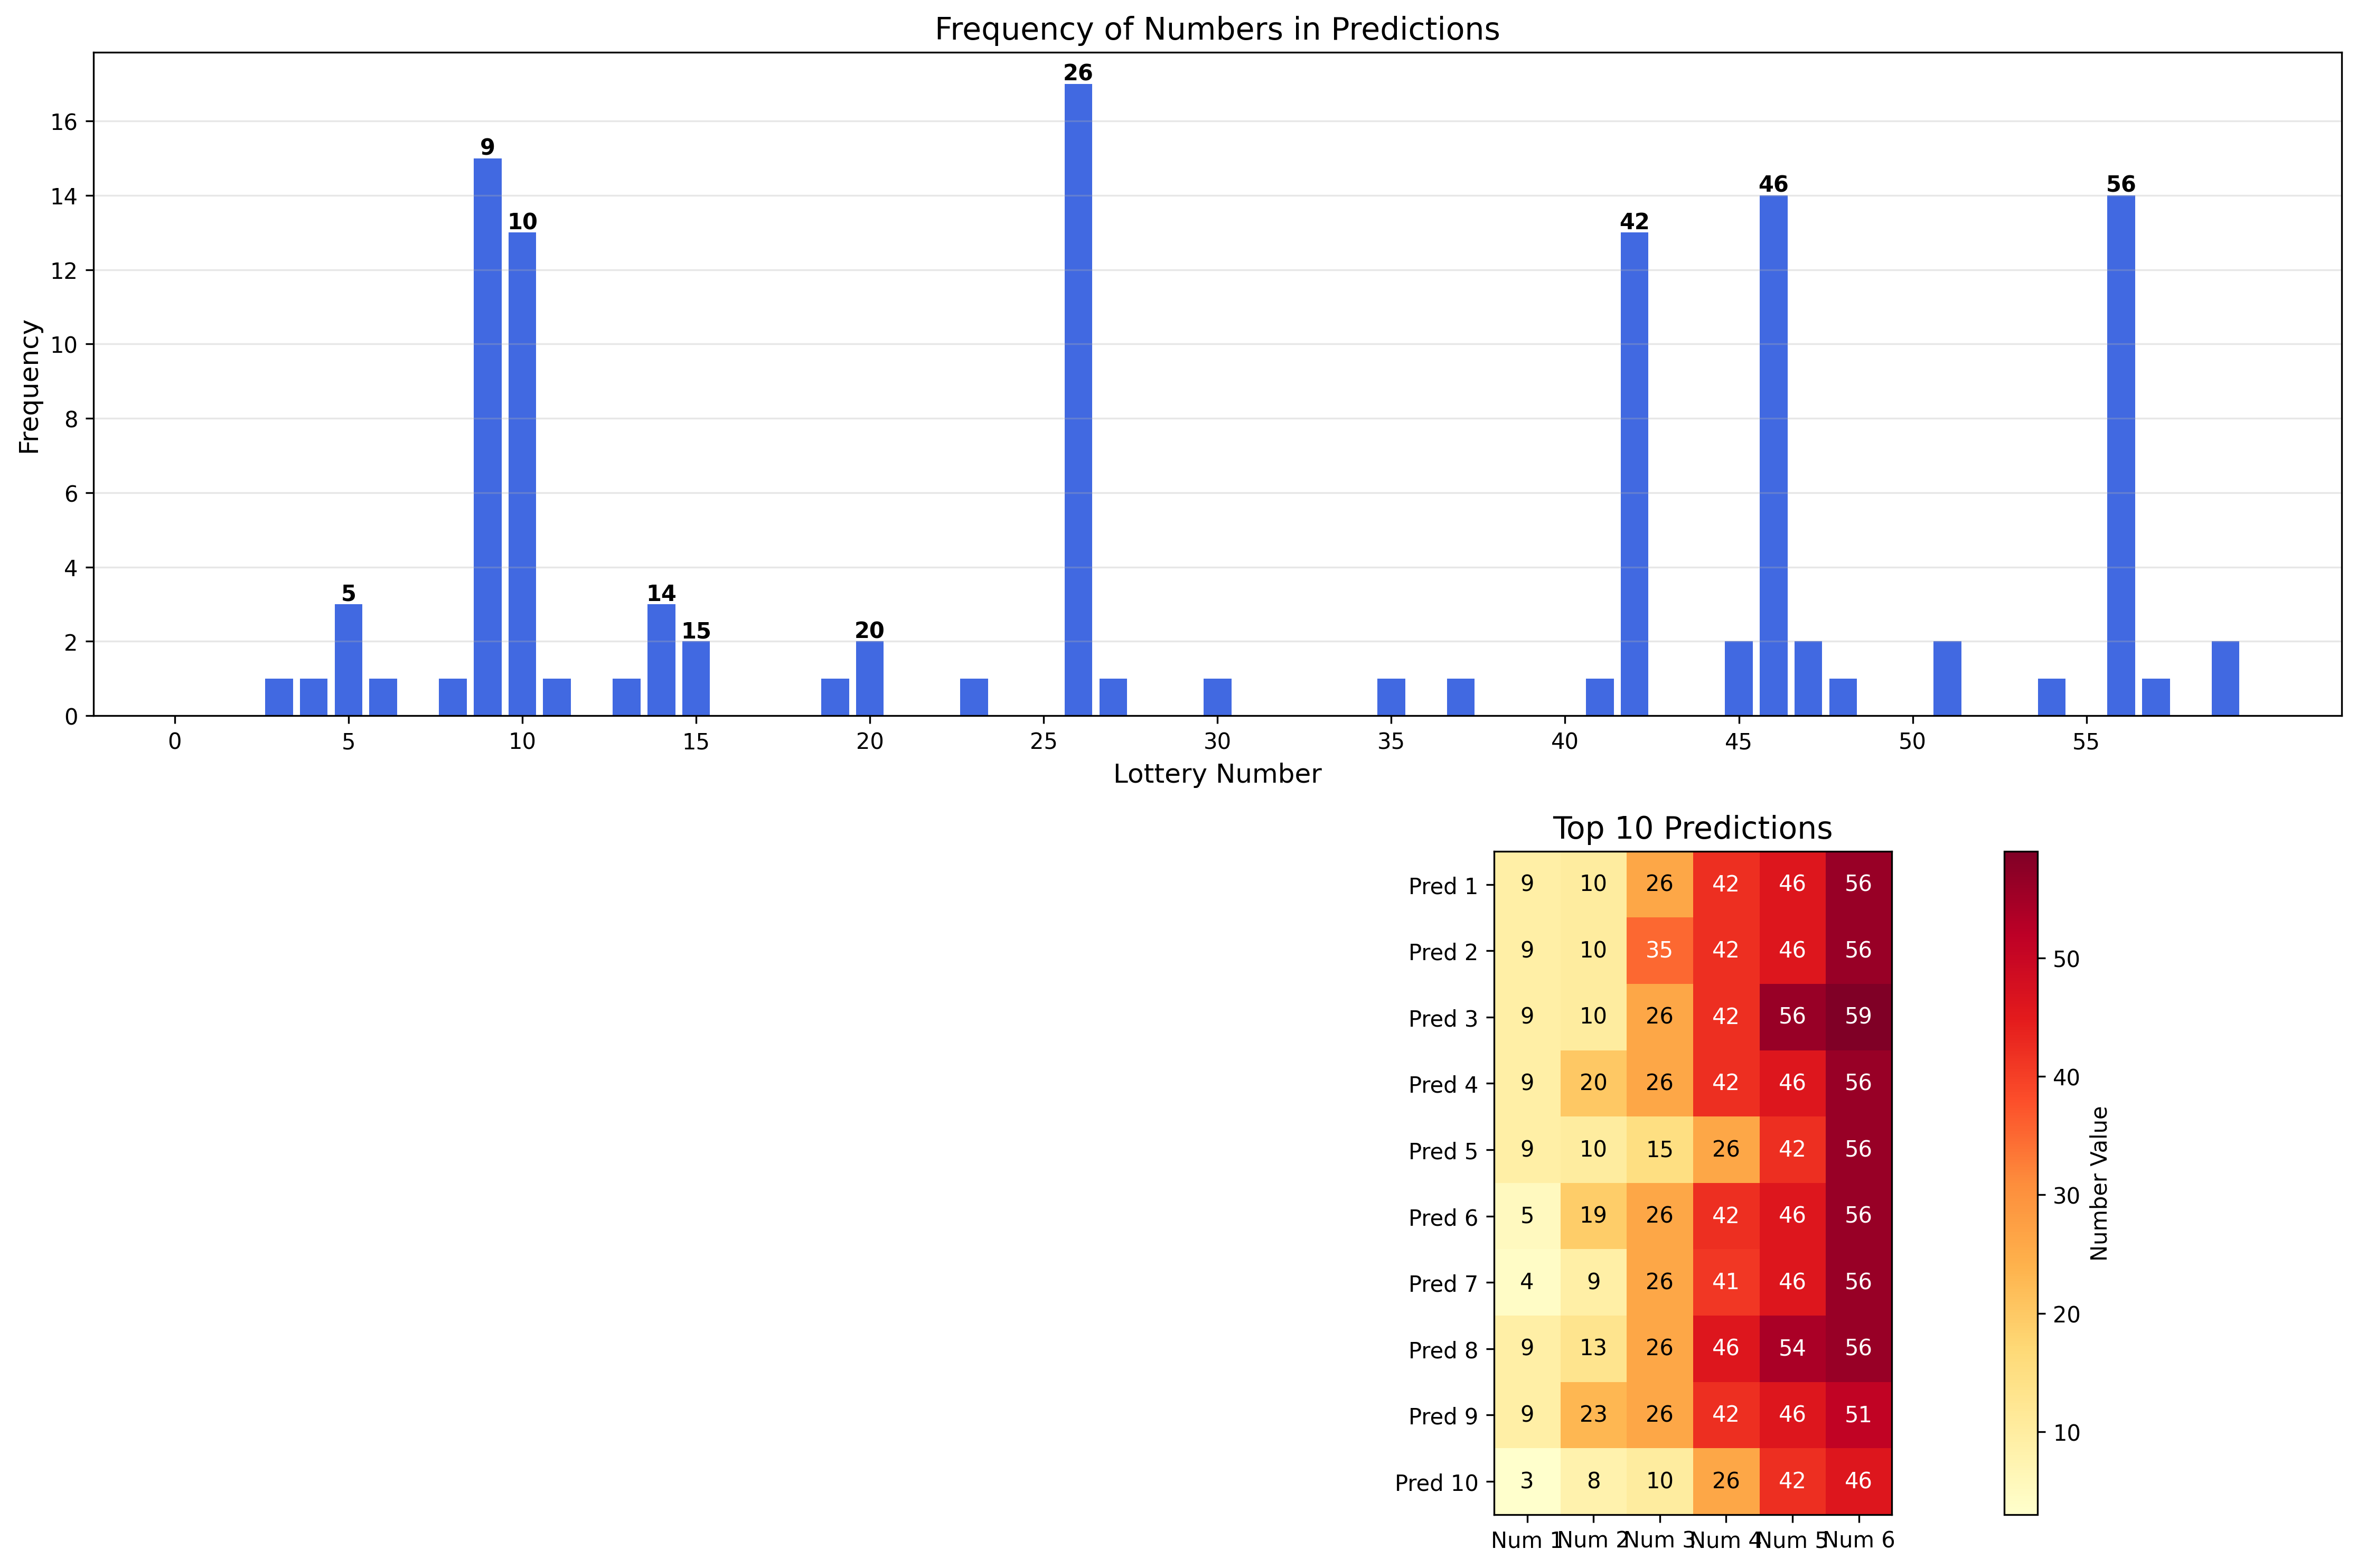 Frequency of Numbers in Predictions
26
9
46
56
10
42
5
14
15
20
16
14
12
10
8
6
4
2
0
Frequency
0 5 10 15 20 25 30 35 40 45 50 55
Lottery Number
Top 10 Predictions
Pred 1 9 10 26 42 46 56
Pred 2 9 10 35 42 46 56
Pred 3 9 10 26 42 56 59
Pred 4 9 20 26 42 46 56
Pred 5 9 10 15 26 42 56
Pred 6 5 19 26 42 46 56
Pred 7 4 9 26 41 46 56
Pred 8 9 13 26 46 54 56
Pred 9 9 23 26 42 46 51
Pred 10 3 8 10 26 42 46
Num 1 Num 2 Num 3 Num 4 Num 5 Num 6
50
40
30
20
10
Number Value